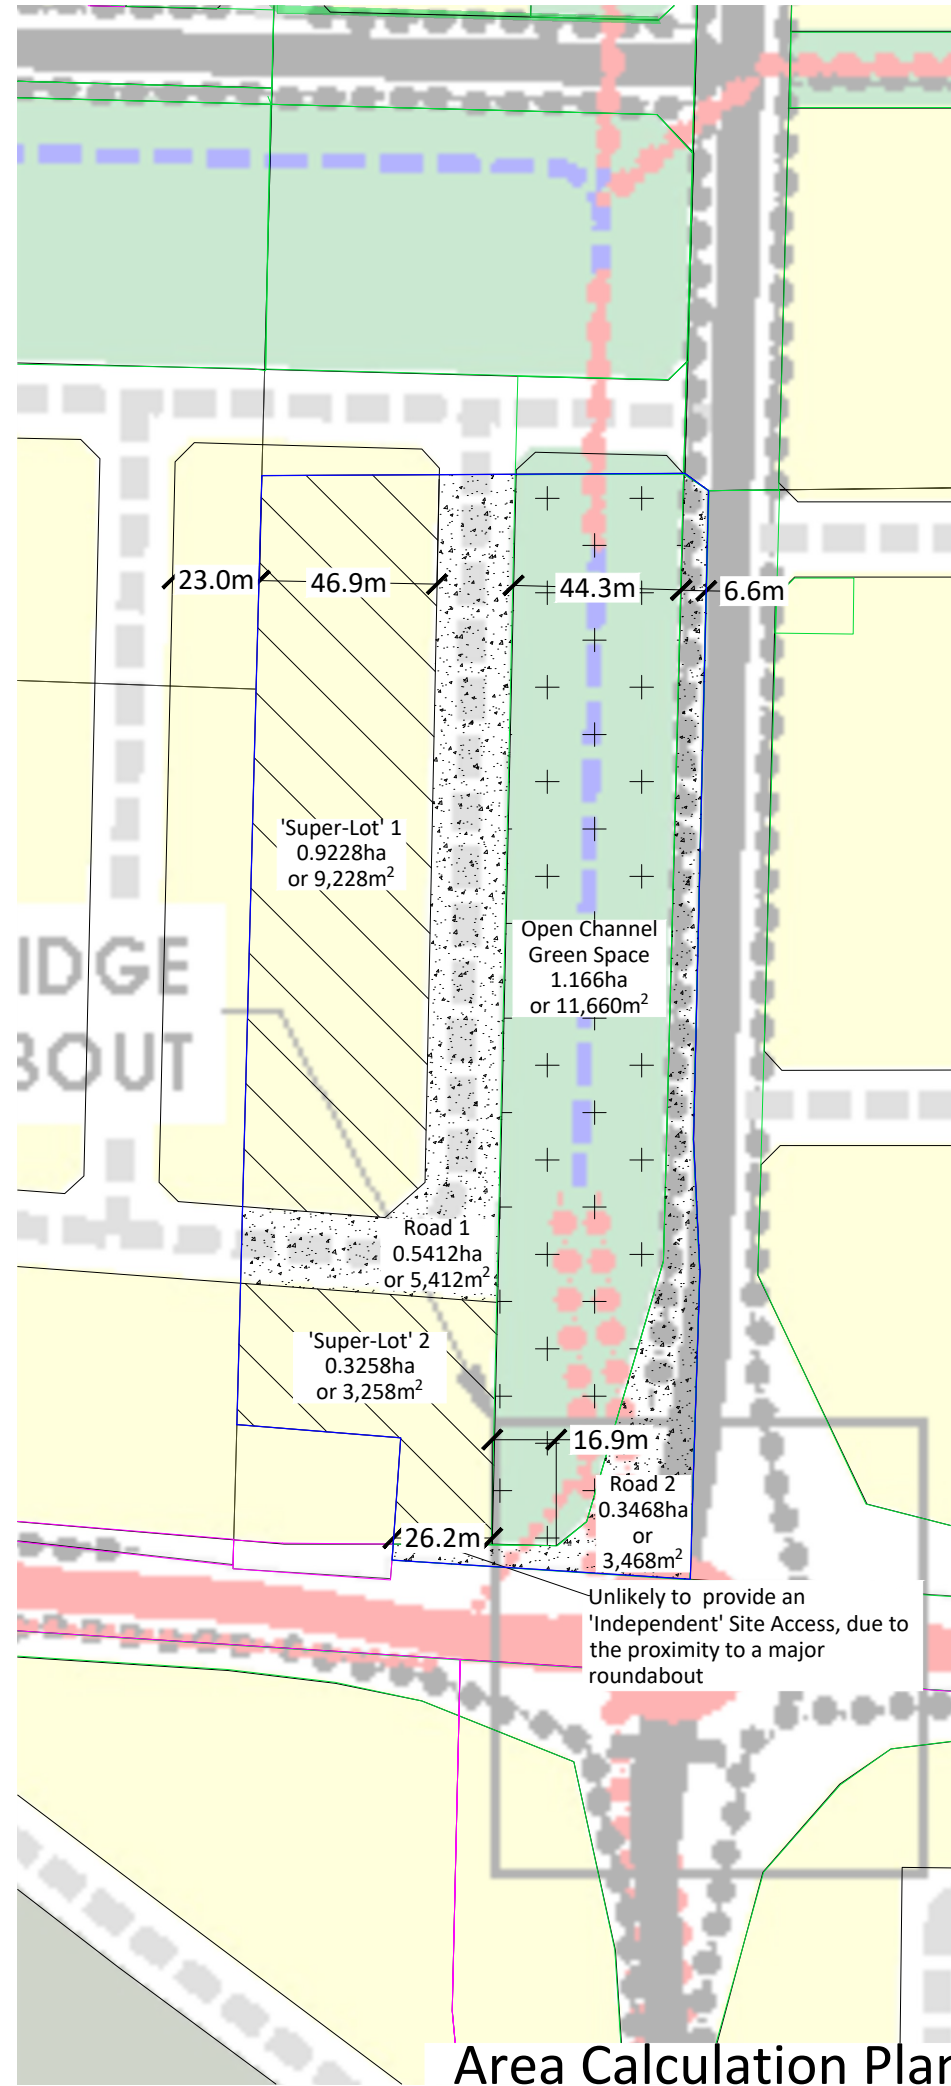 23.0m
46.9m
44.3m
6.6m
'Super-Lot' 1
0.9228ha
or 9,228m²
IDGE
BOUT
Open Channel
Green Space
1.166ha
or 11,660m²
Road 1
0.5412ha
or 5,412m²
'Super-Lot' 2
0.3258ha
or 3,258m²
16.9m
Road 2
0.3468ha
or
3,468m²
26.2m
Unlikely to provide an
'Independent' Site Access, due to
the proximity to a major
roundabout
Area Calculation Plan